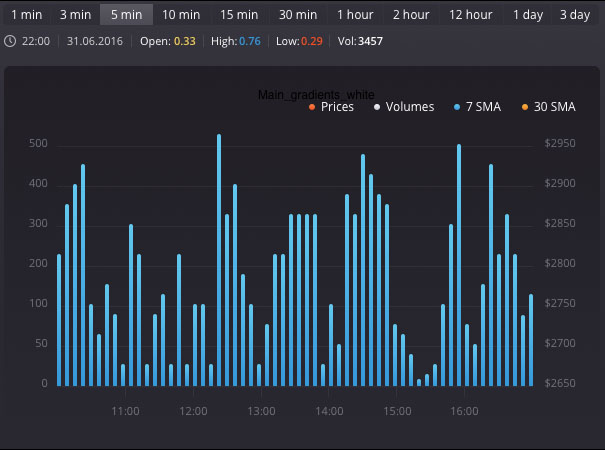 1 min 3 min 5 min 10 min 15 min 30 min 1 hour 2 hour 12 hour 1 day 3 day
22:00 31.06.2016 Open: 0.33 High: 0.76 Low: 0.29 Vol: 3457
Main_gradients_white
Prices Volumes 7 SMA 30 SMA
500 $2950
400 $2900
300 $2850
200 $2800
100 $2750
50 $2700
0 $2650
11:00 12:00 13:00 14:00 15:00 16:00